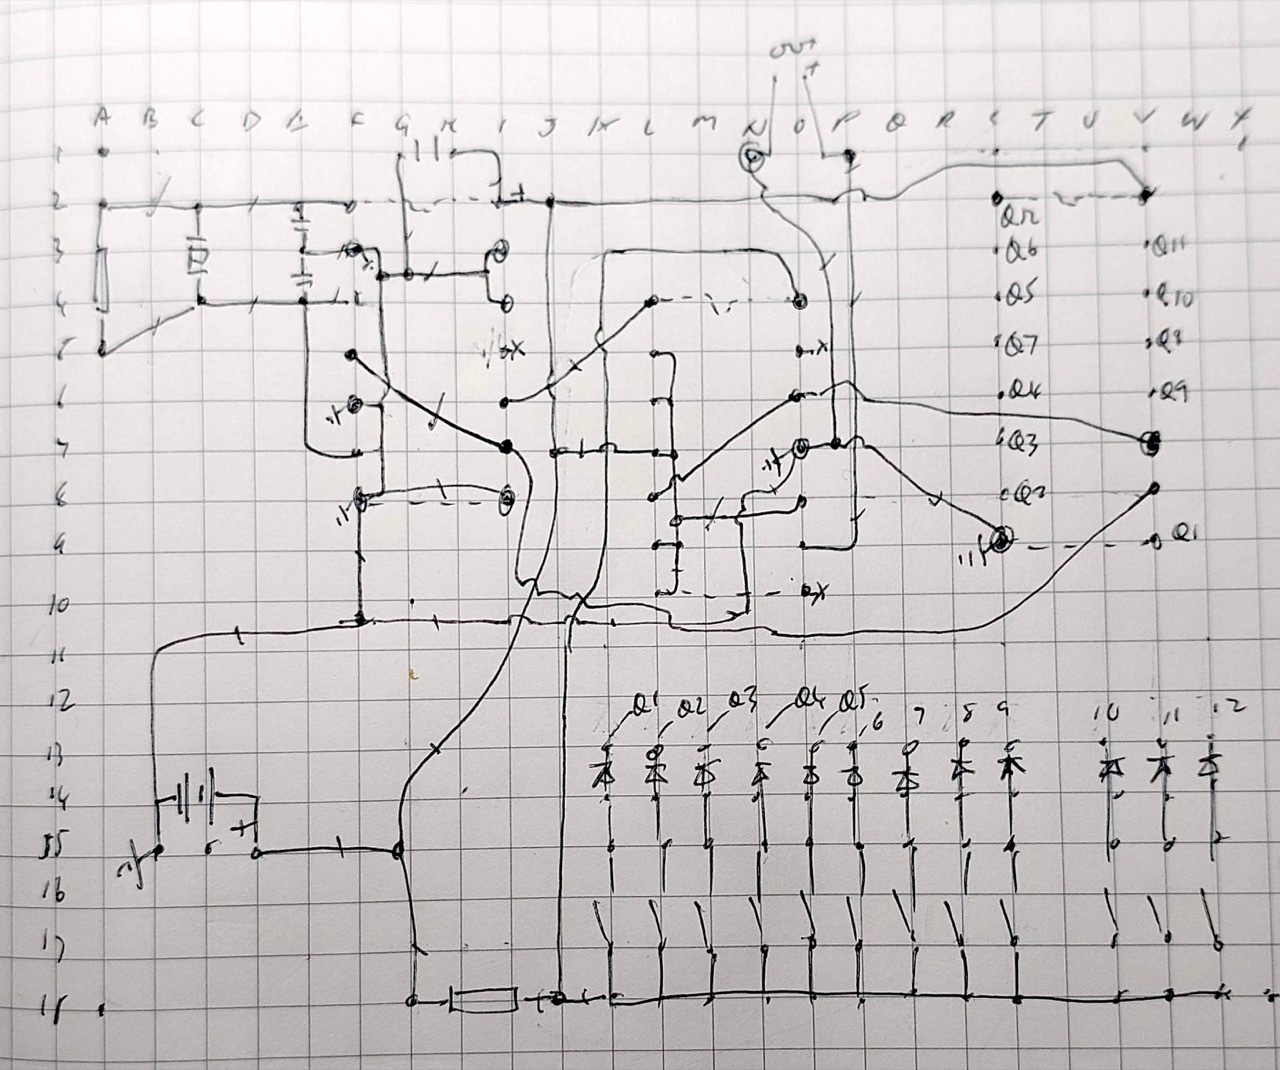 OUT
+
A B C D E F G H I J K L M N O P Q R S T U V W X
1
2 +
Q12
3 Q6 Q11
4 Q5 Q10
5 X X Q7 Q8
6 Q4 Q9
7 Q3
8 Q2
9 Q1
10 X
11
12 Q1 Q2 Q3 Q4 Q5 6 7 8 9 10 11 12
13
14
+
15
16
17
18